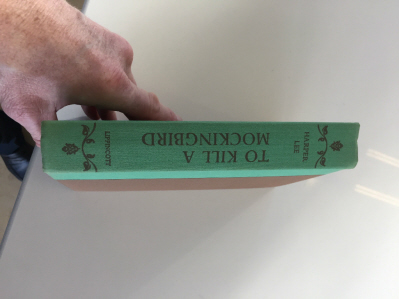 HARPER
LEE
TO KILL A
MOCKINGBIRD
LIPPINCOTT